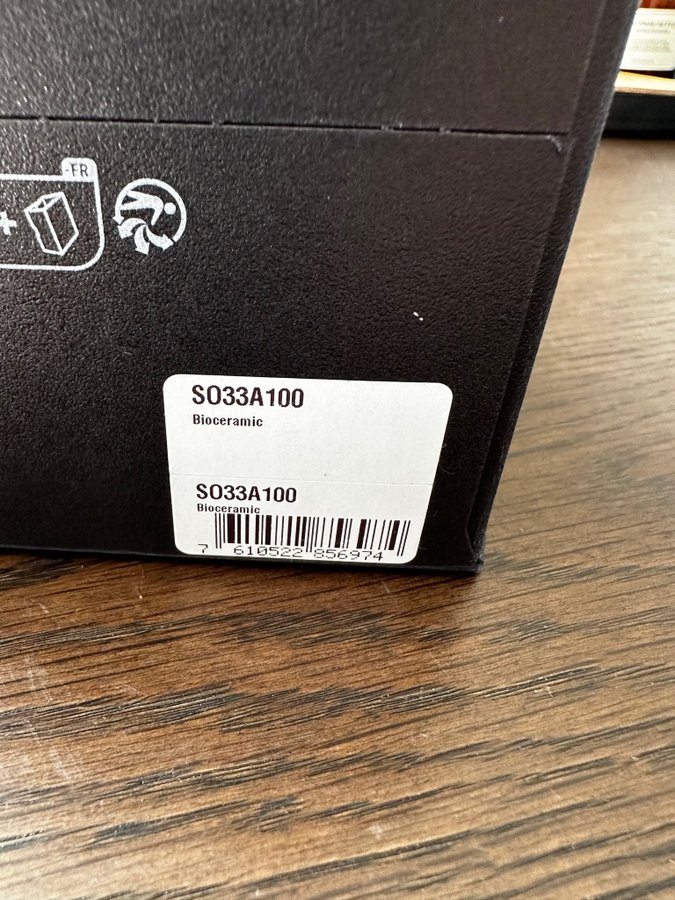 -FR
+
SO33A100
Bioceramic
SO33A100
Bioceramic
7 610522 856974